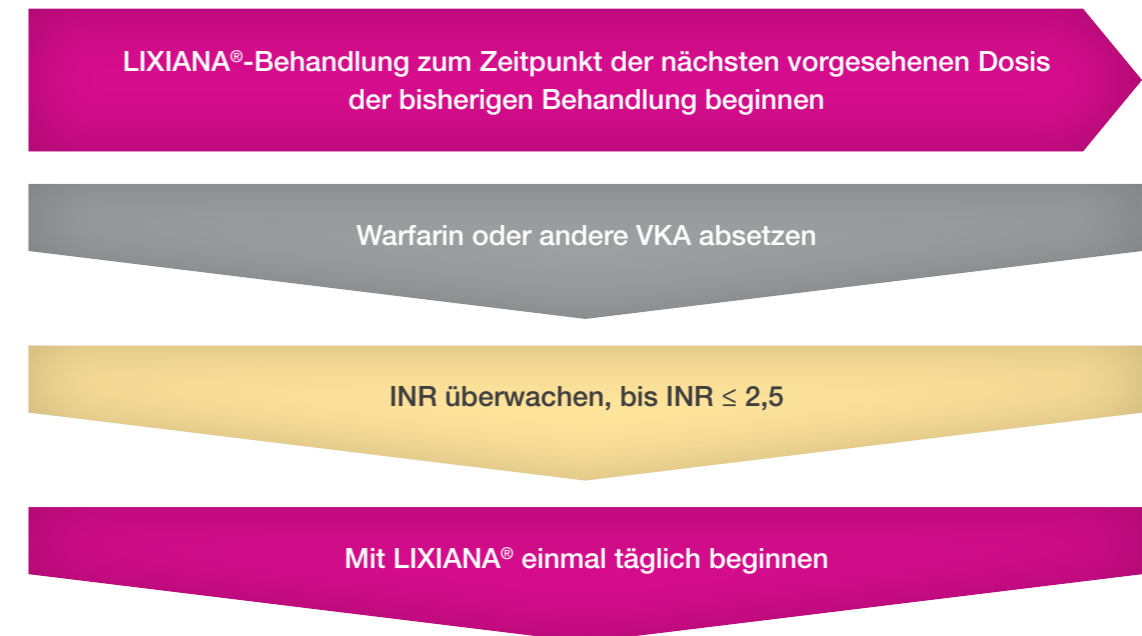 LIXIANA®-Behandlung zum Zeitpunkt der nächsten vorgesehenen Dosis
der bisherigen Behandlung beginnen
Warfarin oder andere VKA absetzen
INR überwachen, bis INR ≤ 2,5
Mit LIXIANA® einmal täglich beginnen